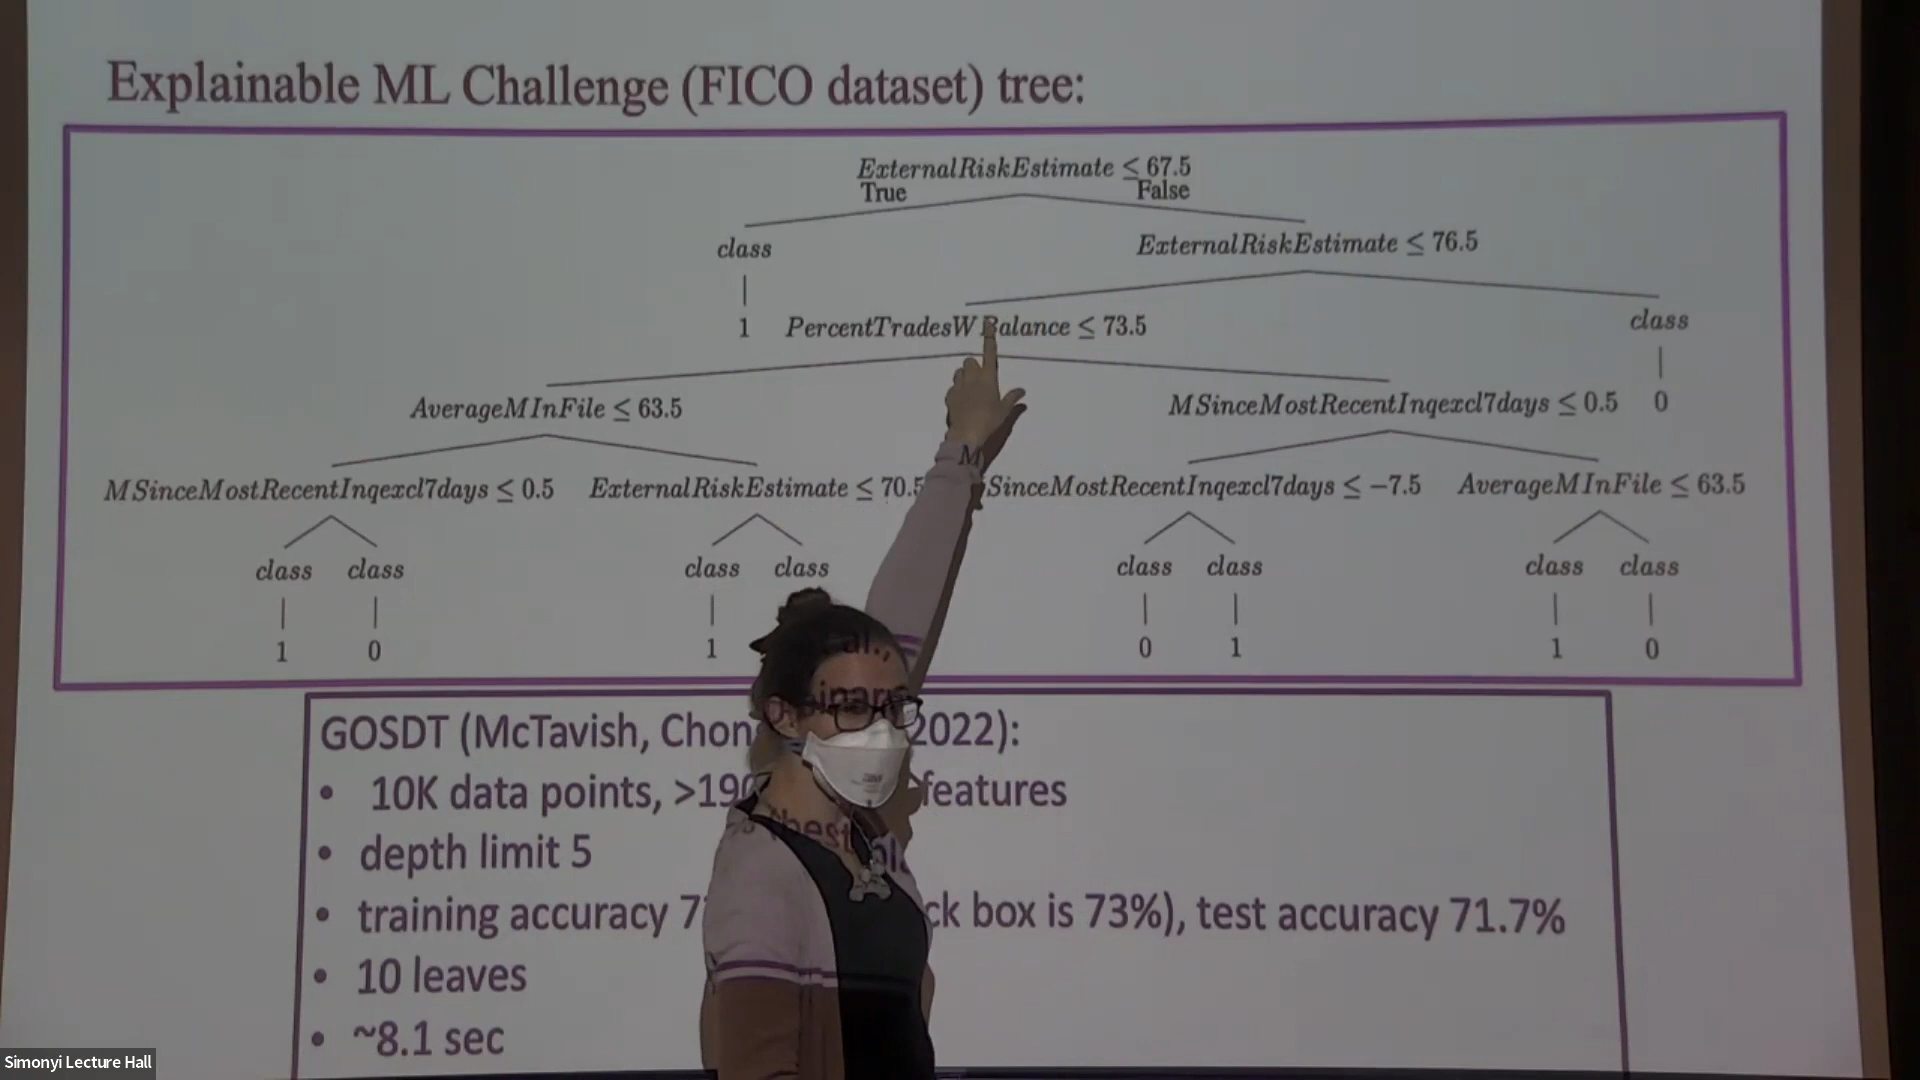 Explainable ML Challenge (FICO dataset) tree:
ExternalRiskEstimate ≤ 67.5
True False
class ExternalRiskEstimate ≤ 76.5
1 PercentTradesWBalance ≤ 73.5 class
AverageMInFile ≤ 63.5 MSinceMostRecentInqexcl7days ≤ 0.5 0
MSinceMostRecentInqexcl7days ≤ 0.5 ExternalRiskEstimate ≤ 70.5 MSinceMostRecentInqexcl7days ≤ −7.5 AverageMInFile ≤ 63.5
class class class class class class class class
1 0 1 0 1 1 0
GOSDT (McTavish, Chon al., 2022):
• 10K data points, >190 features
• depth limit 5
• training accuracy 7 ck box is 73%), test accuracy 71.7%
• 10 leaves
• ~8.1 sec
Simonyi Lecture Hall